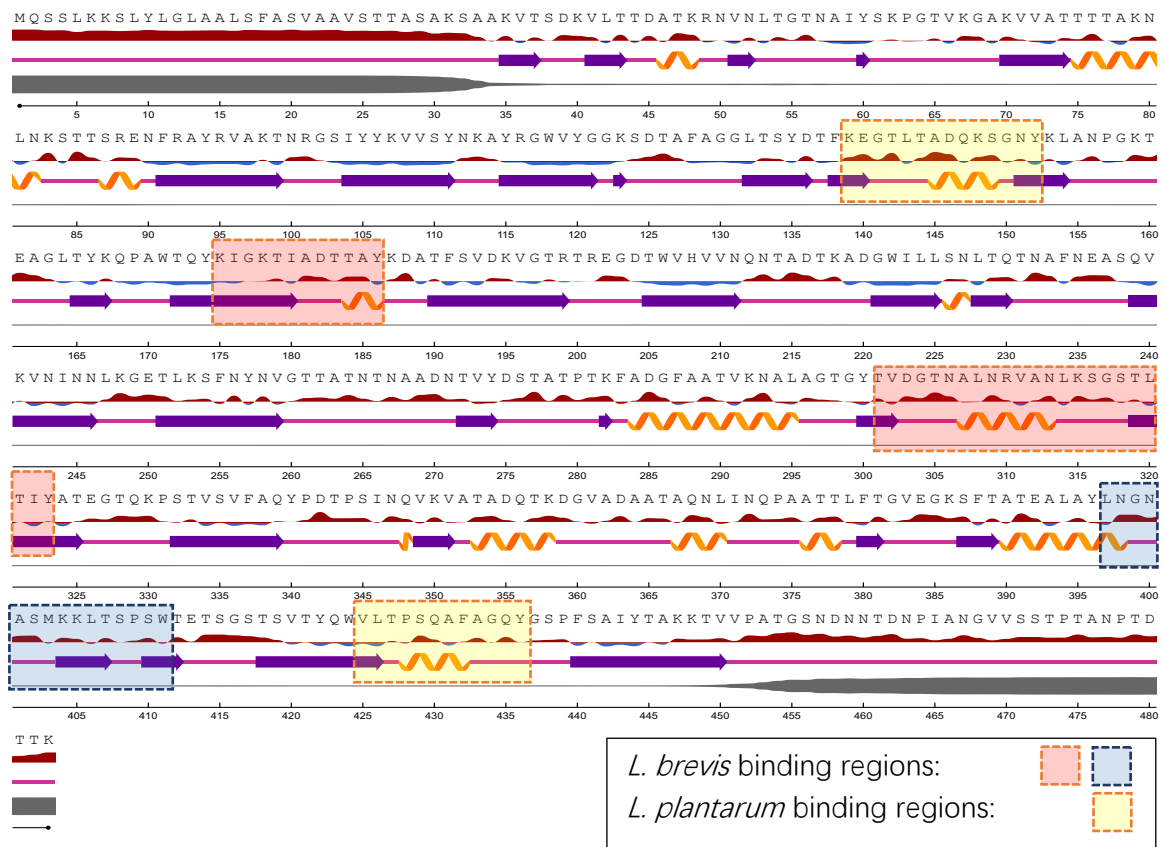 MQSSLKKSLYLGLAALSFASVAAVSTTASAKSAAKVTSDKVLTTDATKRNVNLTGTNAIYSKPGTVKGAKVVATTTTAKN
5 10 15 20 25 30 35 40 45 50 55 60 65 70 75 80
LNKSTTSRENFRAYRVAKTNRGSIYYKVVSYNKAYRGWVYGGKSDTAFAGGLTSYDTFKEGTLTADQKSGNYKLANPGKT
85 90 95 100 105 110 115 120 125 130 135 140 145 150 155 160
EAGLTYKQPAWTQYKIGKTIADTTAYKDATFSVDKVGTRTREGDTWVHVVNQNTADTKADGWILLSNLTQTNAFNEASQV
165 170 175 180 185 190 195 200 205 210 215 220 225 230 235 240
KVNINNLKGETLKSFNYNVGTTATNTNAADNTVYDSTATPTKFADGFAATVKNALAGTGYTVDGTNALNRVANLKSGSTL
245 250 255 260 265 270 275 280 285 290 295 300 305 310 315 320
TIYATEGTQKPSTVSVFAQYPDTPSINQVKVATADQTKDGVADAATAQNLINQPAATTLFTGVEGKSFTATEALAYLNGN
325 330 335 340 345 350 355 360 365 370 375 380 385 390 395 400
ASMKKLTSPSWTETSGSTSVTYQWVLTPSQAFAGQYGSPFSAIYTAKKTVVPATGSNDNNTDNPIANGVVSSTPTANPTD
405 410 415 420 425 430 435 440 445 450 455 460 465 470 475 480
TTK
L. brevis binding regions:
L. plantarum binding regions: